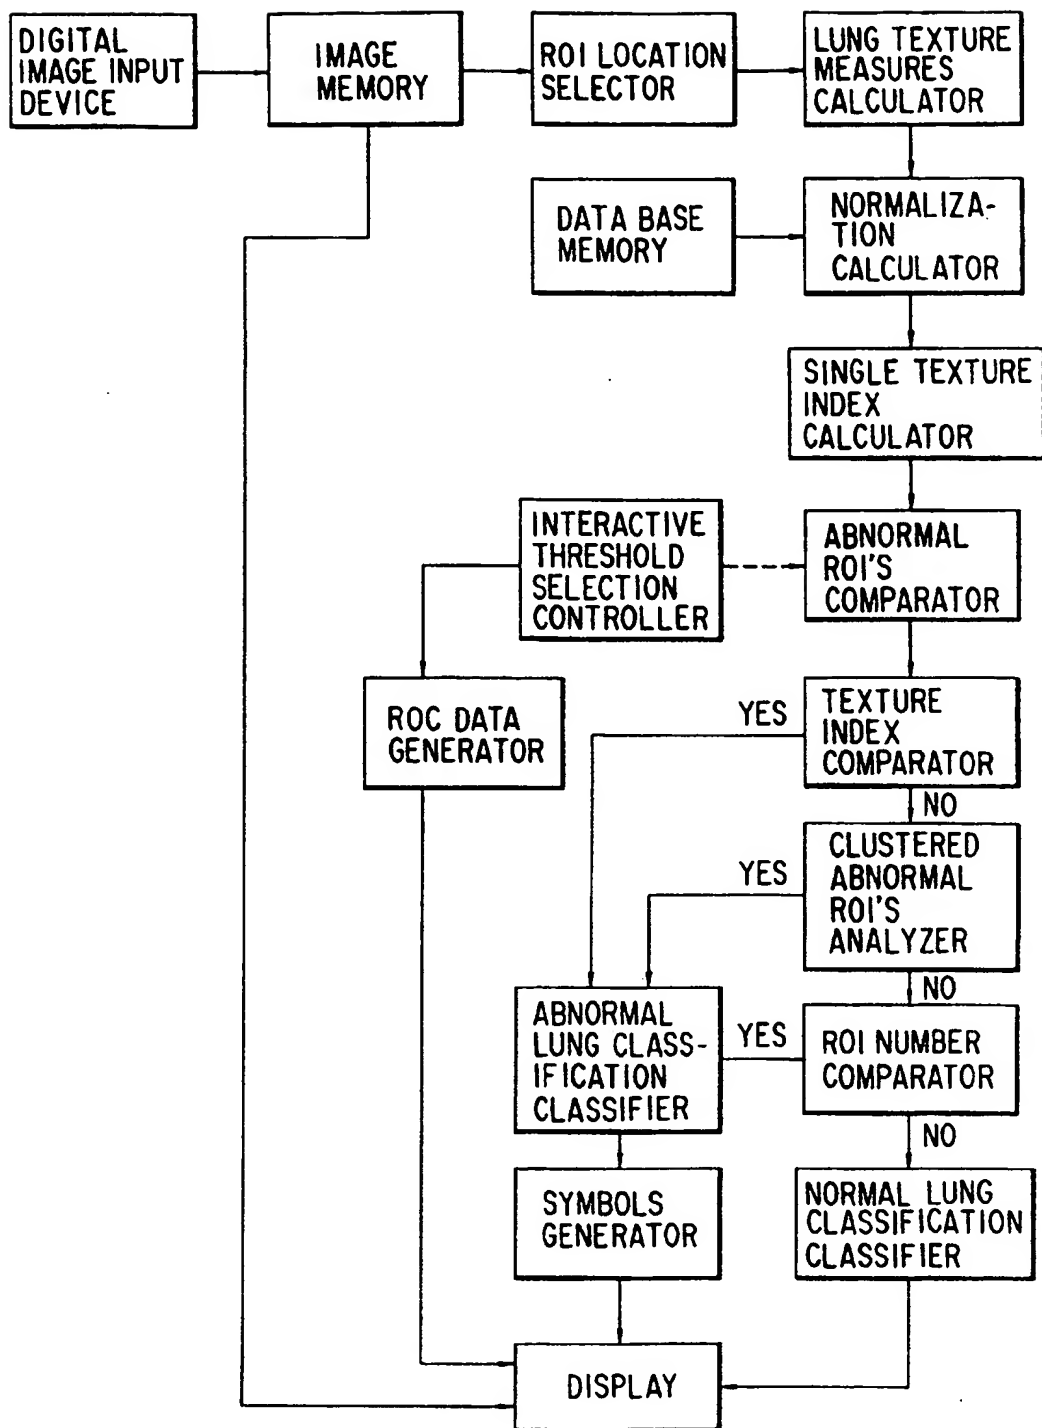 DIGITAL
IMAGE INPUT
DEVICE
IMAGE
MEMORY
ROI LOCATION
SELECTOR
LUNG TEXTURE
MEASURES
CALCULATOR
DATA BASE
MEMORY
NORMALIZA-
TION
CALCULATOR
SINGLE TEXTURE
INDEX
CALCULATOR
INTERACTIVE
THRESHOLD
SELECTION
CONTROLLER
ABNORMAL
ROI'S
COMPARATOR
ROC DATA
GENERATOR
YES
TEXTURE
INDEX
COMPARATOR
NO
YES
CLUSTERED
ABNORMAL
ROI'S
ANALYZER
NO
ABNORMAL
LUNG CLASS-
IFICATION
CLASSIFIER
YES
ROI NUMBER
COMPARATOR
NO
SYMBOLS
GENERATOR
NORMAL LUNG
CLASSIFICATION
CLASSIFIER
DISPLAY